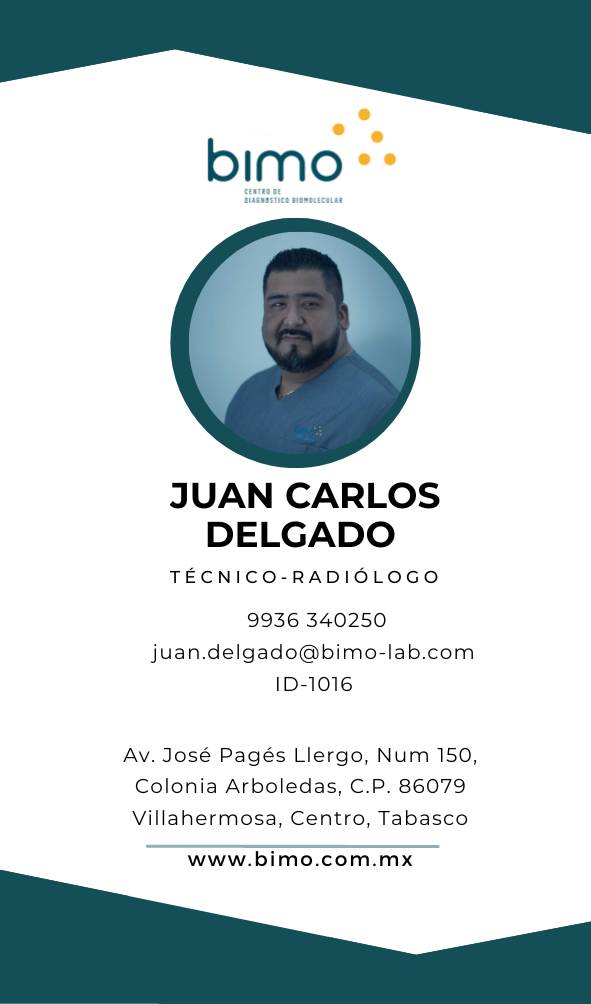 bimo
CENTRO DE
DIAGNÓSTICO BIOMOLECULAR
JUAN CARLOS
DELGADO
TÉCNICO-RADIÓLOGO
9936 340250
juan.delgado@bimo-lab.com
ID-1016
Av. José Pagés Llergo, Num 150,
Colonia Arboledas, C.P. 86079
Villahermosa, Centro, Tabasco
www.bimo.com.mx